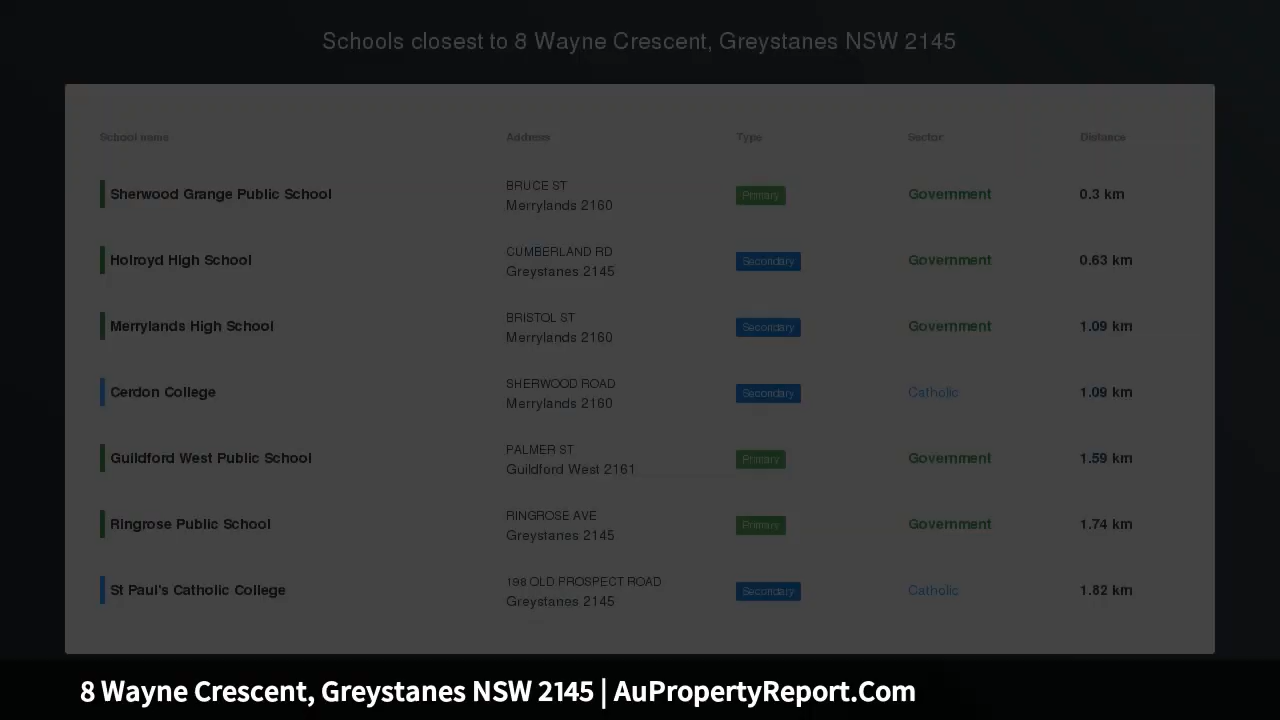 Schools closest to 8 Wayne Crescent, Greystanes NSW 2145
School name Address Type Sector Distance
Sherwood Grange Public School BRUCE ST Merrylands 2160 Primary Government 0.3 km
Holroyd High School CUMBERLAND RD Greystanes 2145 Secondary Government 0.63 km
Merrylands High School BRISTOL ST Merrylands 2160 Secondary Government 1.09 km
Cerdon College SHERWOOD ROAD Merrylands 2160 Secondary Catholic 1.09 km
Guildford West Public School PALMER ST Guildford West 2161 Primary Government 1.59 km
Ringrose Public School RINGROSE AVE Greystanes 2145 Primary Government 1.74 km
St Paul's Catholic College 198 OLD PROSPECT ROAD Greystanes 2145 Secondary Catholic 1.82 km
8 Wayne Crescent, Greystanes NSW 2145 | AuPropertyReport.Com